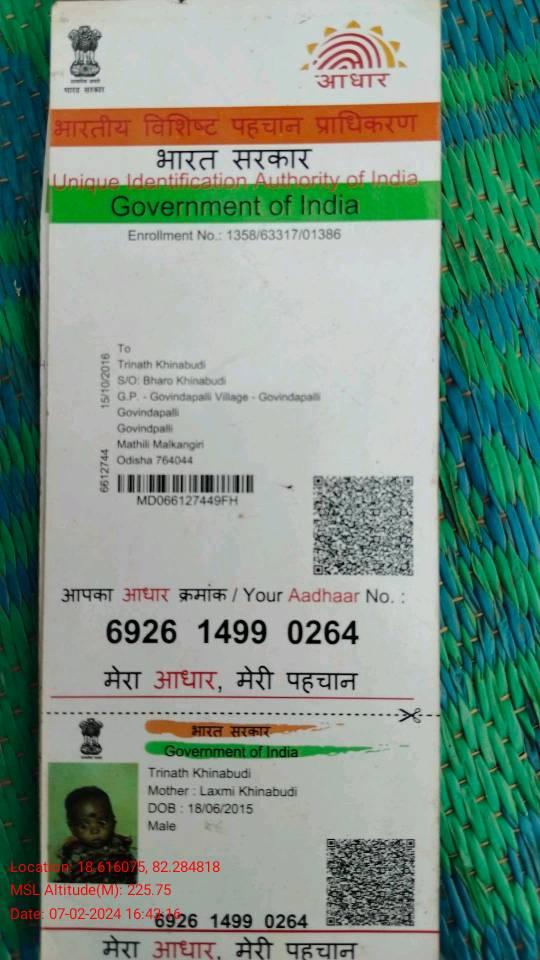 भारत सरकार
आधार
भारतीय विशिष्ट पहचान प्राधिकरण
भारत सरकार
Unique Identification Authority of India
Government of India
Enrollment No.: 1358/63317/01386
To
Trinath Khinabudi
S/O: Bharo Khinabudi
G.P. - Govindapalli Village - Govindapalli
Govindapalli
Govindpalli
Mathili Malkangiri
Odisha 764044
6612744 15/10/2016
MD066127449FH
आपका आधार क्रमांक / Your Aadhaar No. :
6926 1499 0264
मेरा आधार, मेरी पहचान
भारत सरकार
Government of India
Trinath Khinabudi
Mother : Laxmi Khinabudi
DOB : 18/06/2015
Male
Location: 18.616075, 82.284818
MSL Altitude(M): 225.75
Date: 07-02-2024 16:43:16
6926 1499 0264
मेरा आधार, मेरी पहचान